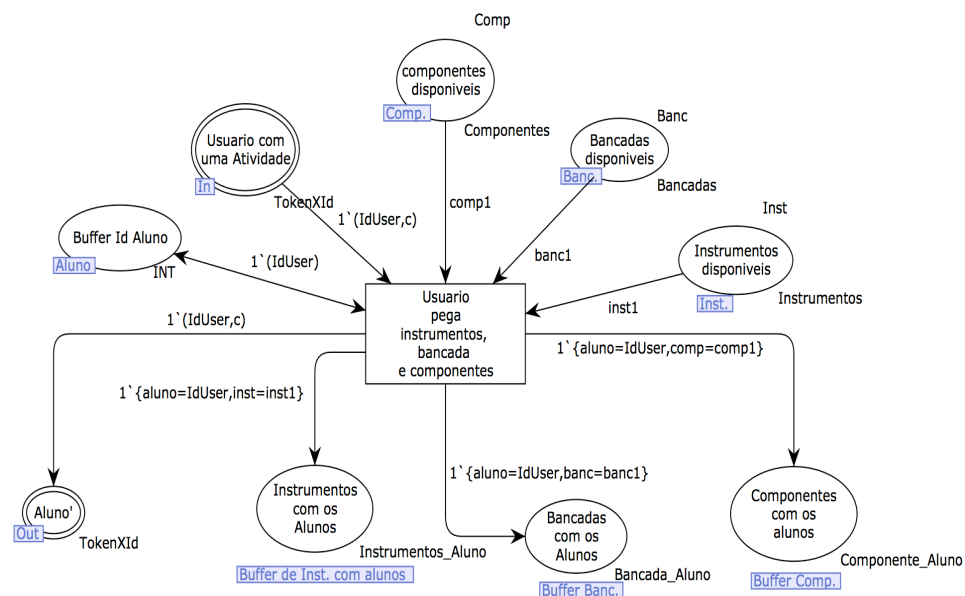 Comp
componentes
disponiveis
Comp.
Componentes
Usuario com
uma Atividade
In
TokenXId
Banc
Bancadas
disponiveis
Banc.
Bancadas
comp1
1`(IdUser,c)
Inst
Buffer Id Aluno
Aluno
INT
1`(IdUser)
banc1
Instrumentos
disponiveis
Inst.
Instrumentos
inst1
Usuario
pega
instrumentos,
bancada
e componentes
1`(IdUser,c)
1`{aluno=IdUser,comp=comp1}
1`{aluno=IdUser,inst=inst1}
1`{aluno=IdUser,banc=banc1}
Aluno'
Out
TokenXId
Instrumentos
com os
Alunos
Instrumentos_Aluno
Buffer de Inst. com alunos
Bancadas
com os
Alunos
Bancada_Aluno
Buffer Banc.
Componentes
com os
alunos
Componente_Aluno
Buffer Comp.